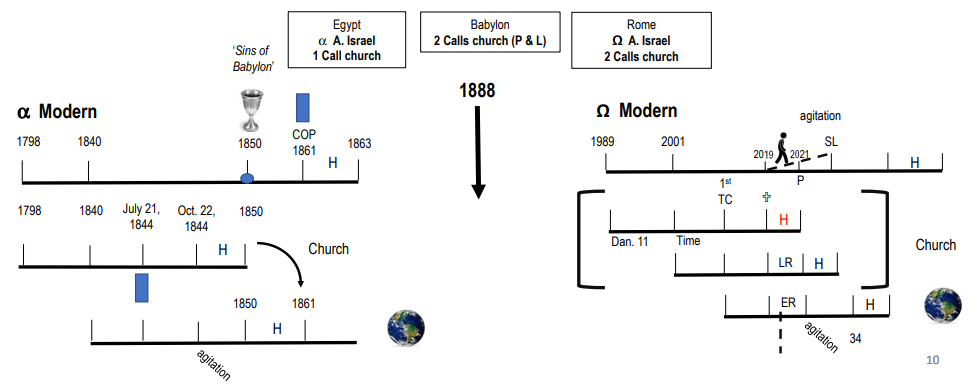 Egypt
α A. Israel
1 Call church
Babylon
2 Calls church (P & L)
Rome
Ω A. Israel
2 Calls church
‘Sins of
Babylon’
1888
α Modern
1798
1840
1850
COP
1861
1863
H
1798
1840
July 21,
1844
Oct. 22,
1844
1850
H
Church
1850
1861
H
agitation
Ω Modern
agitation
1989
2001
2019
2021
SL
H
P
1st
TC
H
Dan. 11
Time
LR
H
Church
ER
H
agitation
34
10